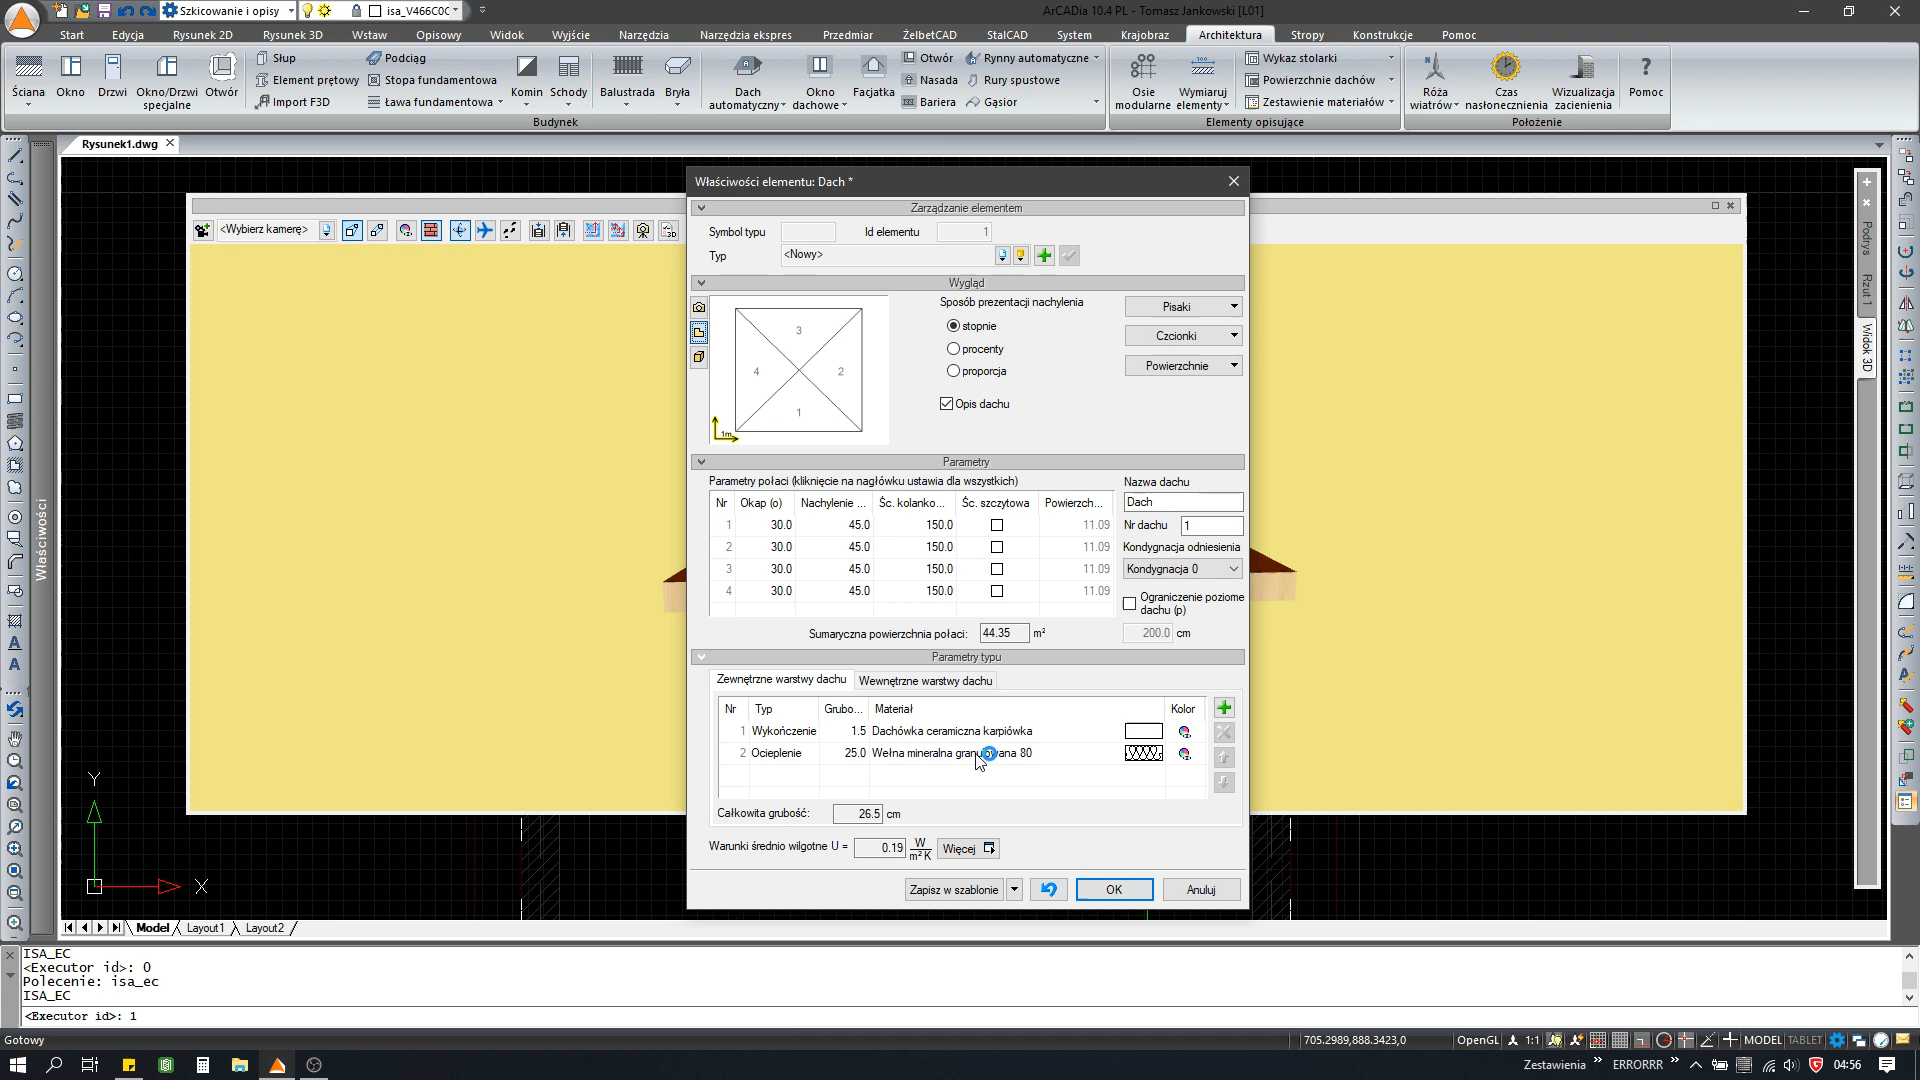 Szkicowanie i opisy
isa_V466C0C
ArCADia 10.4 PL - Tomasz Jankowski [L01]
Start Edycja Rysunek 2D Rysunek 3D Wstaw Opisowy Widok Wyjście Narzędzia Narzędzia ekspres Przedmiar ŻelbetCAD StalCAD System Krajobraz Architektura Stropy Konstrukcje Pomoc
Ściana
Okno
Drzwi
Okno/Drzwi specjalne
Otwór
Słup
Element prętowy
Import F3D
Podciąg
Stopa fundamentowa
Ława fundamentowa
Komin
Schody
Balustrada
Bryła
Dach automatyczny
Okno dachowe
Facjatka
Otwór
Nasada
Bariera
Rynny automatyczne
Rury spustowe
Gąsior
Osie modularne
Wymiaruj elementy
Wykaz stolarki
Powierzchnie dachów
Zestawienie materiałów
Róża wiatrów
Czas nasłonecznienia
Wizualizacja zacienienia
Pomoc
Budynek
Elementy opisujące
Położenie
Rysunek1.dwg
<Wybierz kamerę>
Właściwości
Podrys
Rzut 1
Widok 3D
Właściwości elementu: Dach *
Zarządzanie elementem
Symbol typu
Id elementu 1
Typ <Nowy>
Wygląd
3
4 2
1
1m
Sposób prezentacji nachylenia
stopnie
procenty
proporcja
Opis dachu
Pisaki
Czcionki
Powierzchnie
Parametry
Parametry połaci (kliknięcie na nagłówku ustawia dla wszystkich)
Nr Okap (o) Nachylenie ... Śc. kolanko... Śc. szczytowa Powierzch...
1 30.0 45.0 150.0 11.09
2 30.0 45.0 150.0 11.09
3 30.0 45.0 150.0 11.09
4 30.0 45.0 150.0 11.09
Sumaryczna powierzchnia połaci: 44.35 m²
Nazwa dachu
Dach
Nr dachu 1
Kondygnacja odniesienia
Kondygnacja 0
Ograniczenie poziome
dachu (p)
200.0 cm
Parametry typu
Zewnętrzne warstwy dachu Wewnętrzne warstwy dachu
Nr Typ Grubo... Materiał Kolor
1 Wykończenie 1.5 Dachówka ceramiczna karpiówka
2 Ocieplenie 25.0 Wełna mineralna granulowana 80
Całkowita grubość: 26.5 cm
Warunki średnio wilgotne U = 0.19 W/m²K Więcej
Zapisz w szablonie OK Anuluj
Y
X
Model Layout1 Layout2
ISA_EC
<Executor id>: 0
Polecenie: isa_ec
ISA_EC
<Executor id>: 1
Gotowy
705.2989,888.3423,0 OpenGL 1:1 MODEL TABLET
Zestawienia ERRORRR 04:56